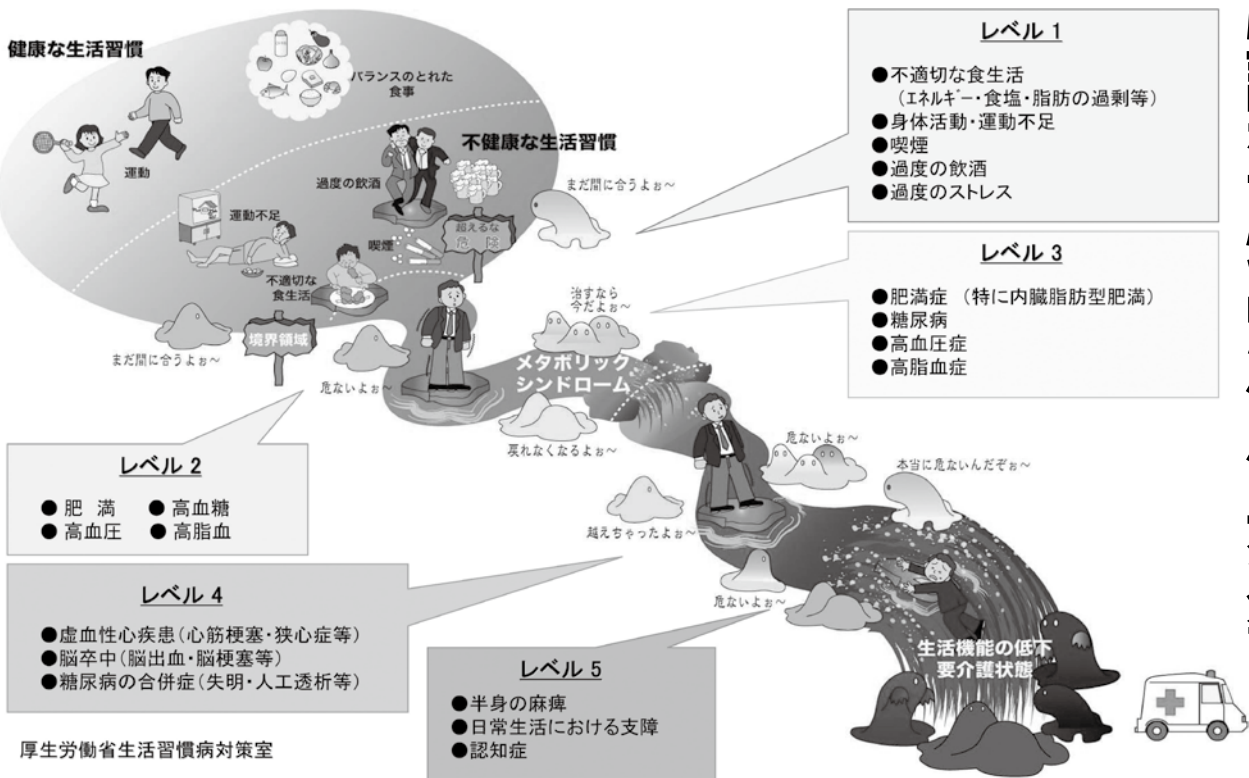 健康な生活習慣
バランスのとれた
食事
運動
不健康な生活習慣
過度の飲酒
運動不足
喫煙
越えるな
危険
不適切な
食生活
まだ間に合うよぉ～
境界領域
まだ間に合うよぉ～
危ないよぉ～
治すなら
今だよぉ～
メタボリック
シンドローム
戻れなくなるよぉ～
危ないよぉ～
本当に危ないんだぞぉ～
越えちゃったよぉ～
危ないよぉ～
生活機能の低下
要介護状態
レベル 1
●不適切な食生活
（エネルギー・食塩・脂肪の過剰等）
●身体活動・運動不足
●喫煙
●過度の飲酒
●過度のストレス
レベル 2
● 肥 満 ● 高血糖
● 高血圧 ● 高脂血
レベル 3
●肥満症 （特に内臓脂肪型肥満）
●糖尿病
●高血圧症
●高脂血症
レベル 4
●虚血性心疾患（心筋梗塞・狭心症等）
●脳卒中（脳出血・脳梗塞等）
●糖尿病の合併症（失明・人工透析等）
レベル 5
●半身の麻痺
●日常生活における支障
●認知症
厚生労働省生活習慣病対策室